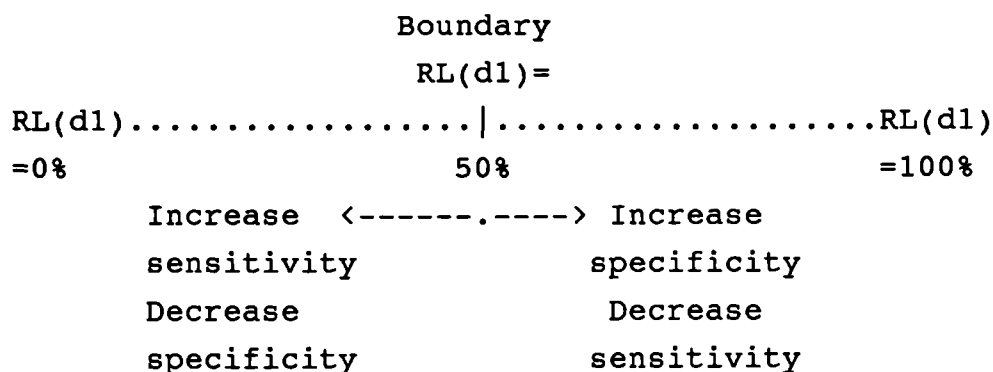 Boundary
RL(d1)=
RL(d1)..................|.....................RL(d1)
=0% 50% =100%
Increase <------.----> Increase
sensitivity specificity
Decrease Decrease
specificity sensitivity